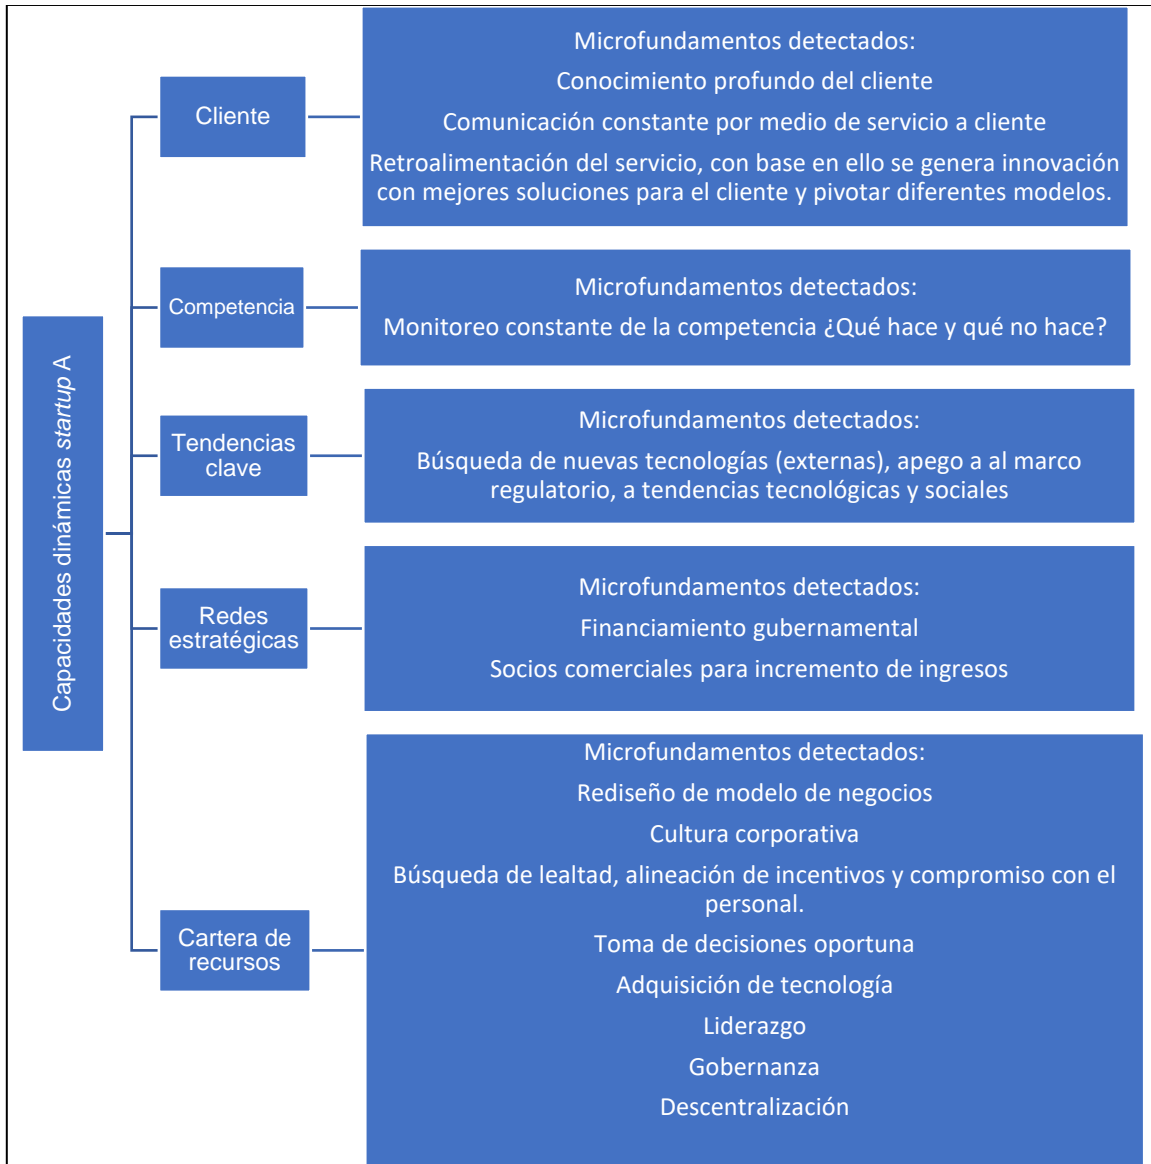 Capacidades dinámicas startup A
Cliente
Microfundamentos detectados:
Conocimiento profundo del cliente
Comunicación constante por medio de servicio a cliente
Retroalimentación del servicio, con base en ello se genera innovación
con mejores soluciones para el cliente y pivotar diferentes modelos.
Competencia
Microfundamentos detectados:
Monitoreo constante de la competencia ¿Qué hace y qué no hace?
Tendencias
clave
Microfundamentos detectados:
Búsqueda de nuevas tecnologías (externas), apego a al marco
regulatorio, a tendencias tecnológicas y sociales
Redes
estratégicas
Microfundamentos detectados:
Financiamiento gubernamental
Socios comerciales para incremento de ingresos
Cartera de
recursos
Microfundamentos detectados:
Rediseño de modelo de negocios
Cultura corporativa
Búsqueda de lealtad, alineación de incentivos y compromiso con el
personal.
Toma de decisiones oportuna
Adquisición de tecnología
Liderazgo
Gobernanza
Descentralización